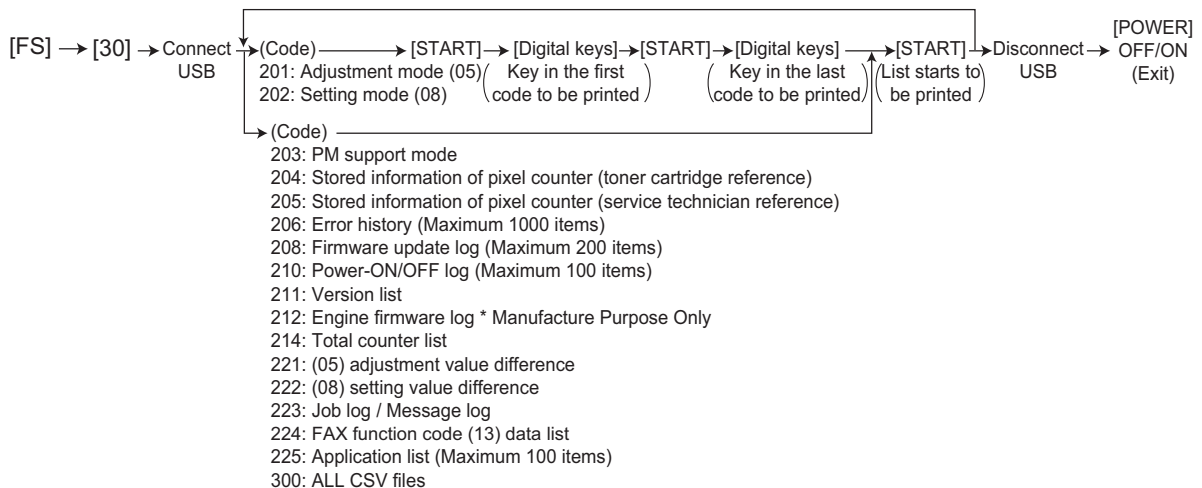 [FS] → [30] → Connect USB → (Code) → [START] → [Digital keys] → [START] → [Digital keys] → [START] → Disconnect USB → [POWER] OFF/ON (Exit)
201: Adjustment mode (05)
202: Setting mode (08)
(Key in the first
code to be printed)
(Key in the last
code to be printed)
(List starts to
be printed)
(Code)
203: PM support mode
204: Stored information of pixel counter (toner cartridge reference)
205: Stored information of pixel counter (service technician reference)
206: Error history (Maximum 1000 items)
208: Firmware update log (Maximum 200 items)
210: Power-ON/OFF log (Maximum 100 items)
211: Version list
212: Engine firmware log * Manufacture Purpose Only
214: Total counter list
221: (05) adjustment value difference
222: (08) setting value difference
223: Job log / Message log
224: FAX function code (13) data list
225: Application list (Maximum 100 items)
300: ALL CSV files